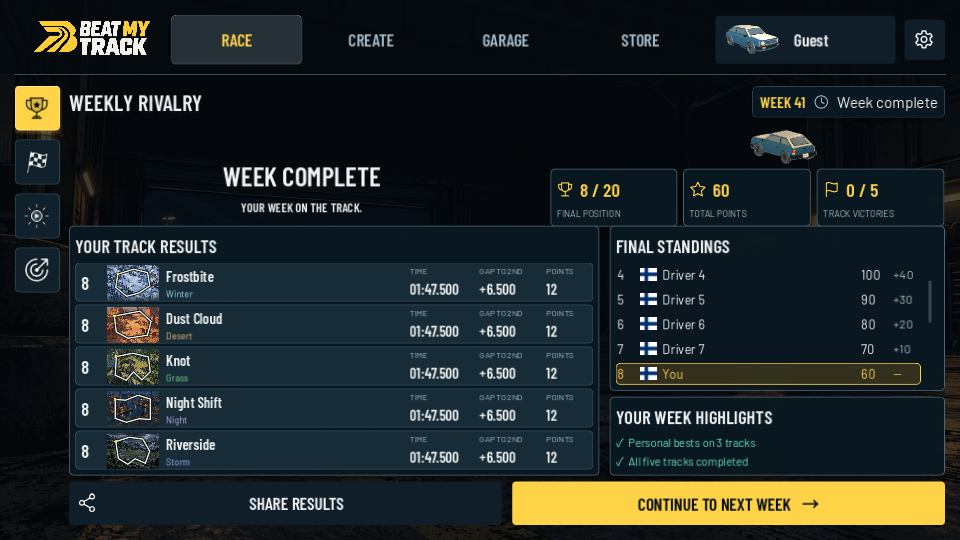 BEAT MY TRACK
RACE
CREATE
GARAGE
STORE
Guest
WEEKLY RIVALRY
WEEK 41 Week complete
WEEK COMPLETE
YOUR WEEK ON THE TRACK.
8 / 20
FINAL POSITION
60
TOTAL POINTS
0 / 5
TRACK VICTORIES
YOUR TRACK RESULTS
8 Frostbite Winter TIME 01:47.500 GAP TO 2ND +6.500 POINTS 12
8 Dust Cloud Desert TIME 01:47.500 GAP TO 2ND +6.500 POINTS 12
8 Knot Grass TIME 01:47.500 GAP TO 2ND +6.500 POINTS 12
8 Night Shift Night TIME 01:47.500 GAP TO 2ND +6.500 POINTS 12
8 Riverside Storm TIME 01:47.500 GAP TO 2ND +6.500 POINTS 12
FINAL STANDINGS
4 Driver 4 100 +40
5 Driver 5 90 +30
6 Driver 6 80 +20
7 Driver 7 70 +10
8 You 60 –
YOUR WEEK HIGHLIGHTS
✓ Personal bests on 3 tracks
✓ All five tracks completed
SHARE RESULTS
CONTINUE TO NEXT WEEK →